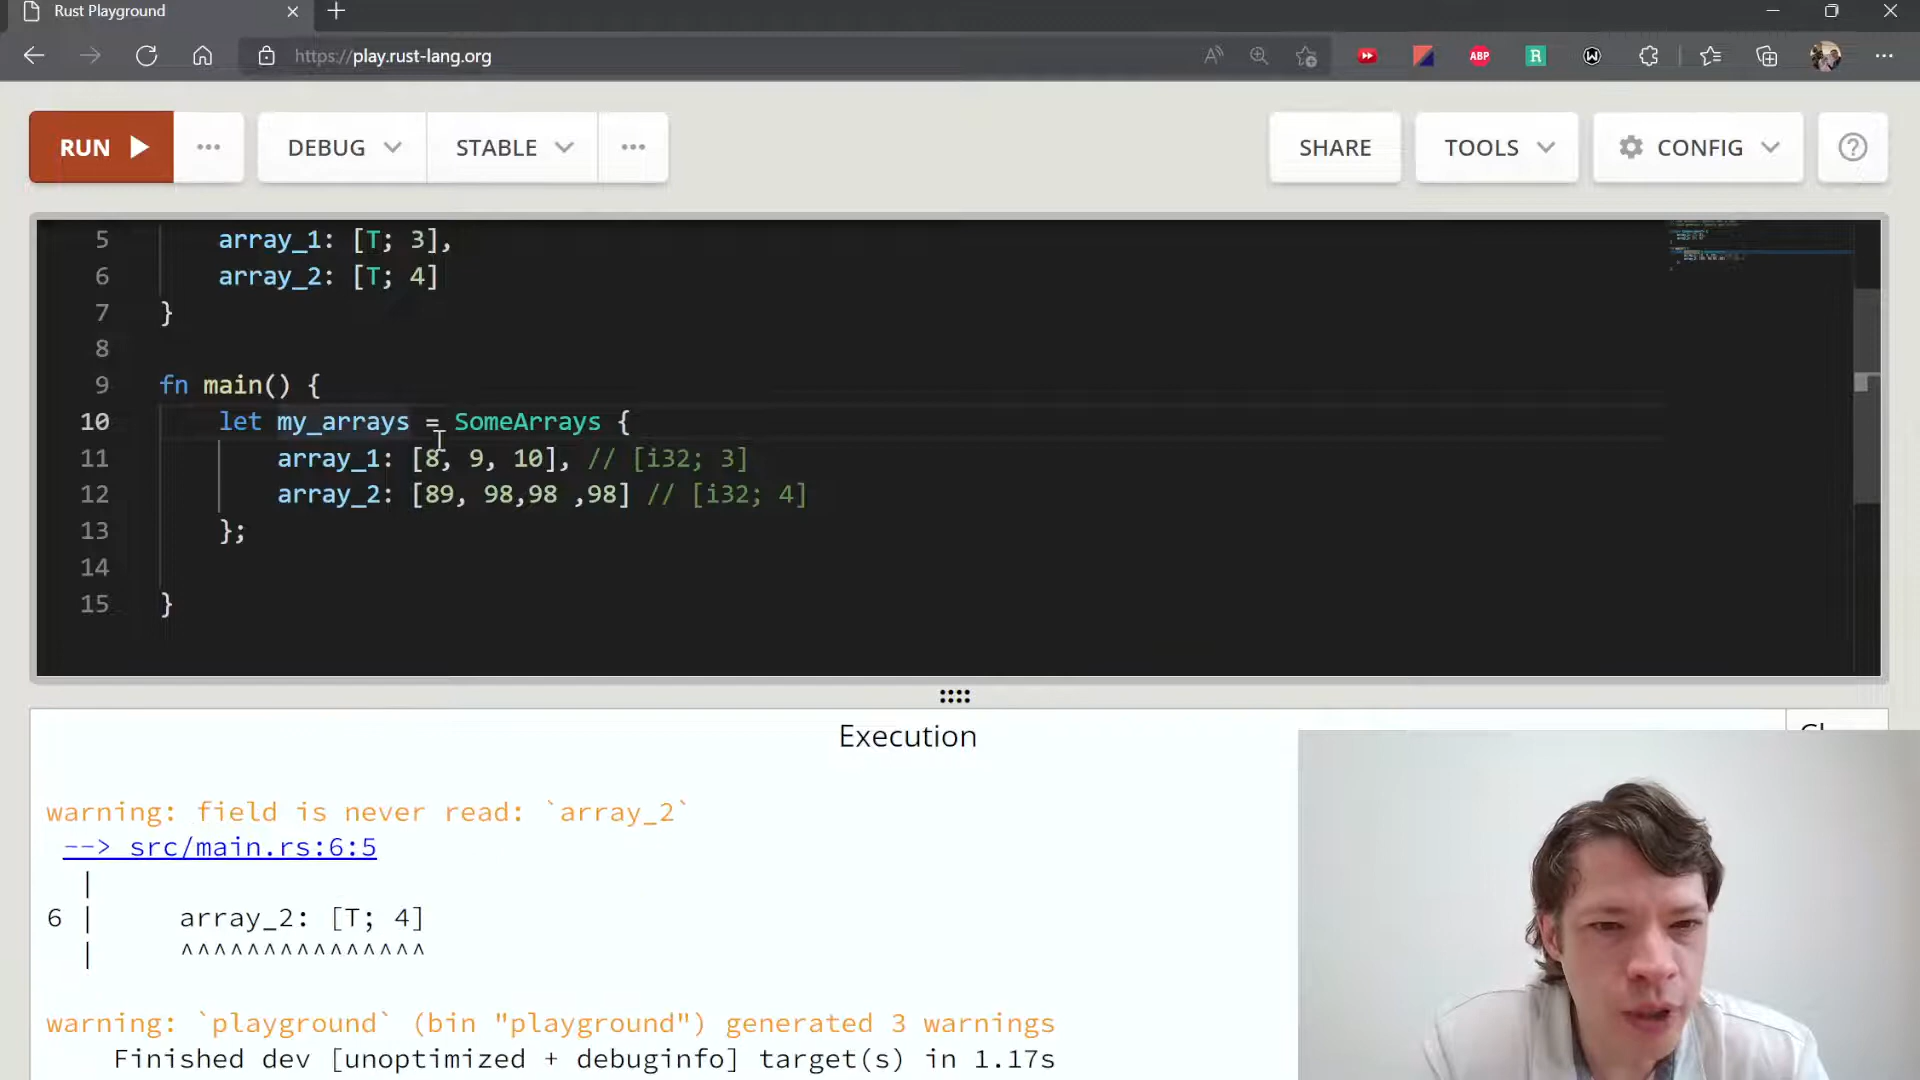 Rust Playground
https://play.rust-lang.org
ABP
R
W
RUN
DEBUG
STABLE
SHARE
TOOLS
CONFIG
5 array_1: [T; 3],
6 array_2: [T; 4]
7 }
8
9 fn main() {
10 let my_arrays = SomeArrays {
11 array_1: [8, 9, 10], // [i32; 3]
12 array_2: [89, 98,98 ,98] // [i32; 4]
13 };
14
15 }
Execution
warning: field is never read: `array_2`
--> src/main.rs:6:5
|
6 | array_2: [T; 4]
| ^^^^^^^^^^^^^^^
warning: `playground` (bin "playground") generated 3 warnings
Finished dev [unoptimized + debuginfo] target(s) in 1.17s